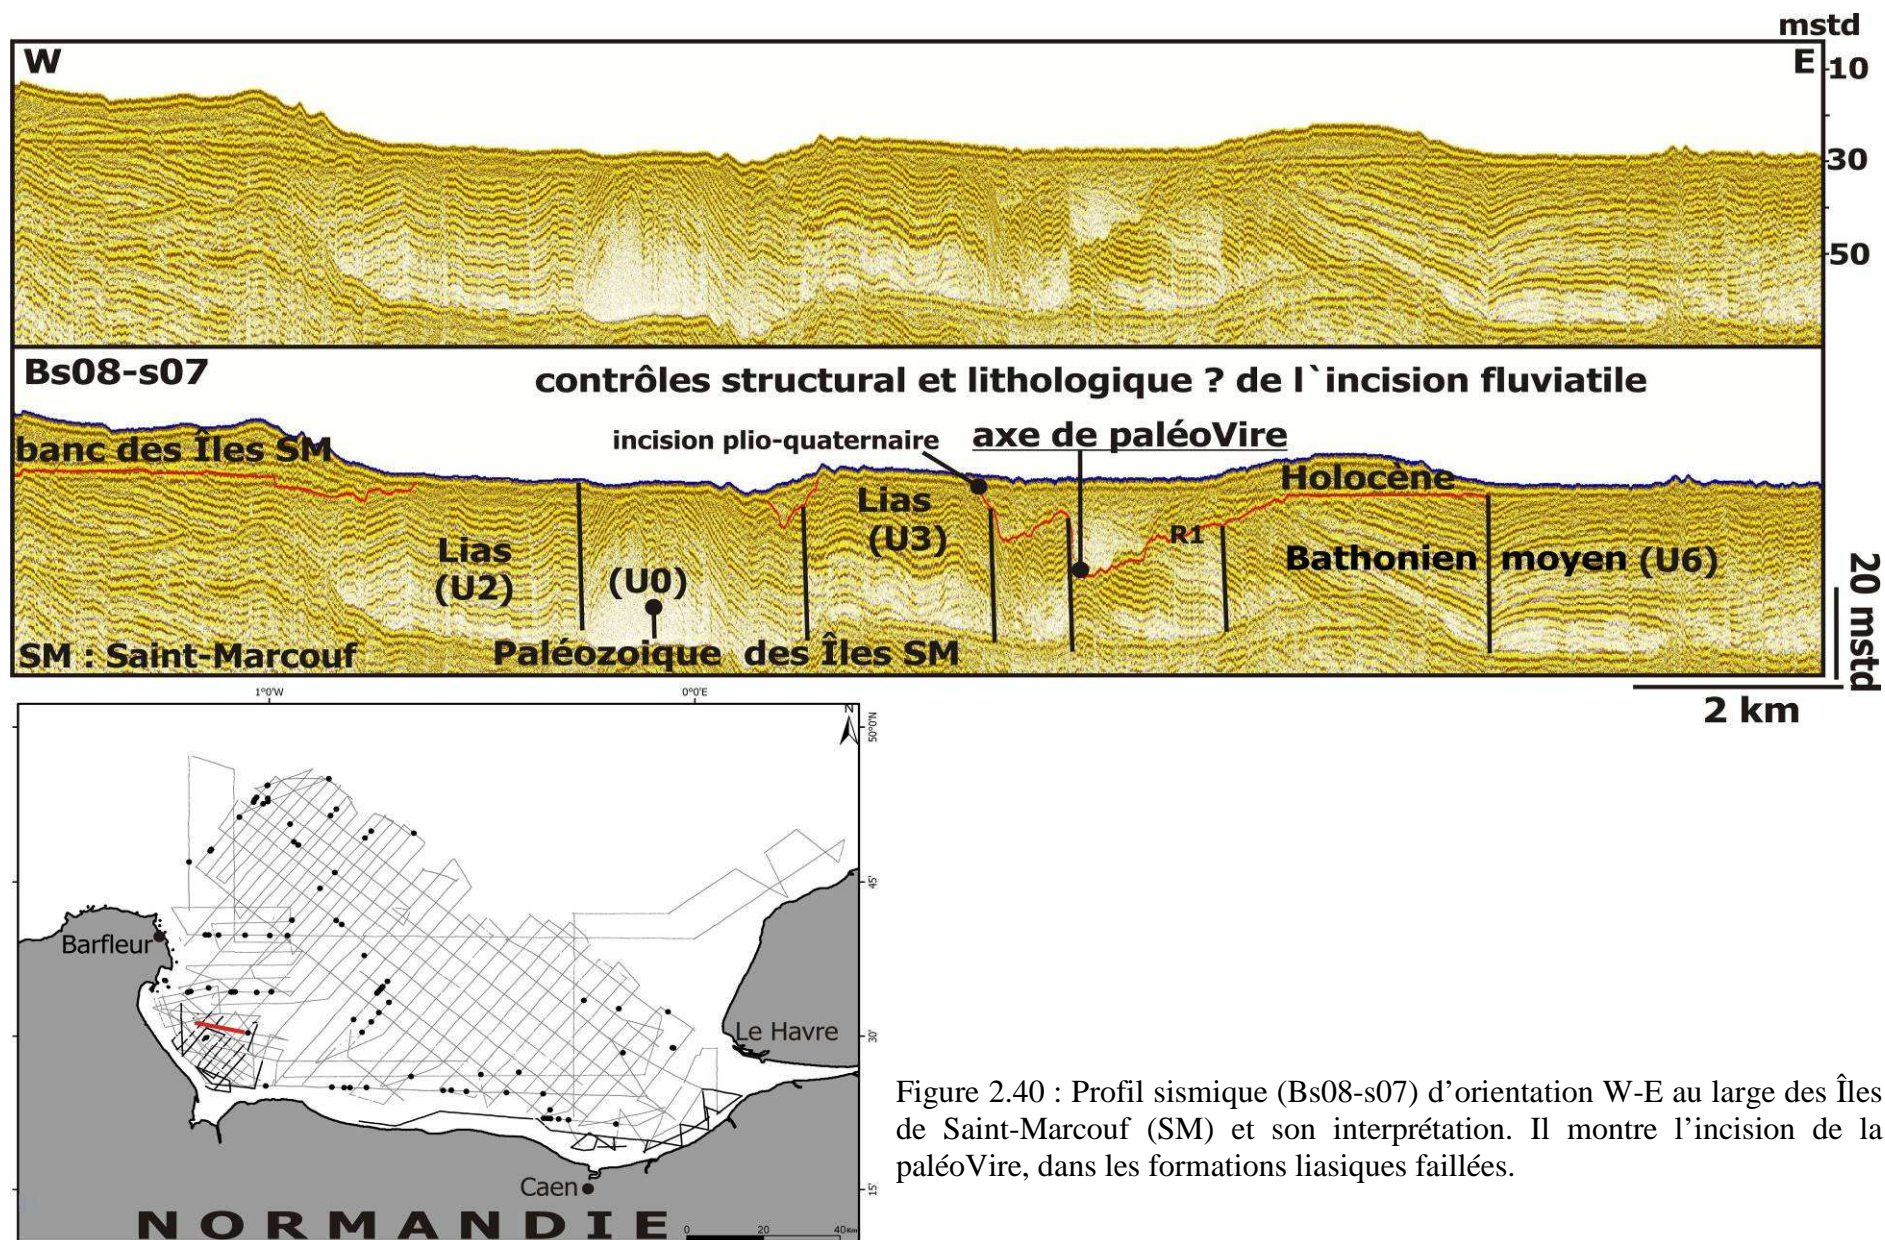 mstd
W
E
10
30
50
Bs08-s07
contrôles structural et lithologique ? de l`incision fluviatile
incision plio-quaternaire
axe de paléoVire
banc des Îles SM
Holocène
Lias
(U3)
R1
Lias
(U2)
(U0)
Bathonien moyen (U6)
SM : Saint-Marcouf
Paléozoique des Îles SM
20 mstd
2 km
1°0'W
0°0'E
N
50°0'N
45'
Barfleur
30'
Le Havre
Caen
15'
NORMANDIE
0 20 40Km
Figure 2.40 : Profil sismique (Bs08-s07) d’orientation W-E au large des Îles
de Saint-Marcouf (SM) et son interprétation. Il montre l’incision de la
paléoVire, dans les formations liasiques faillées.